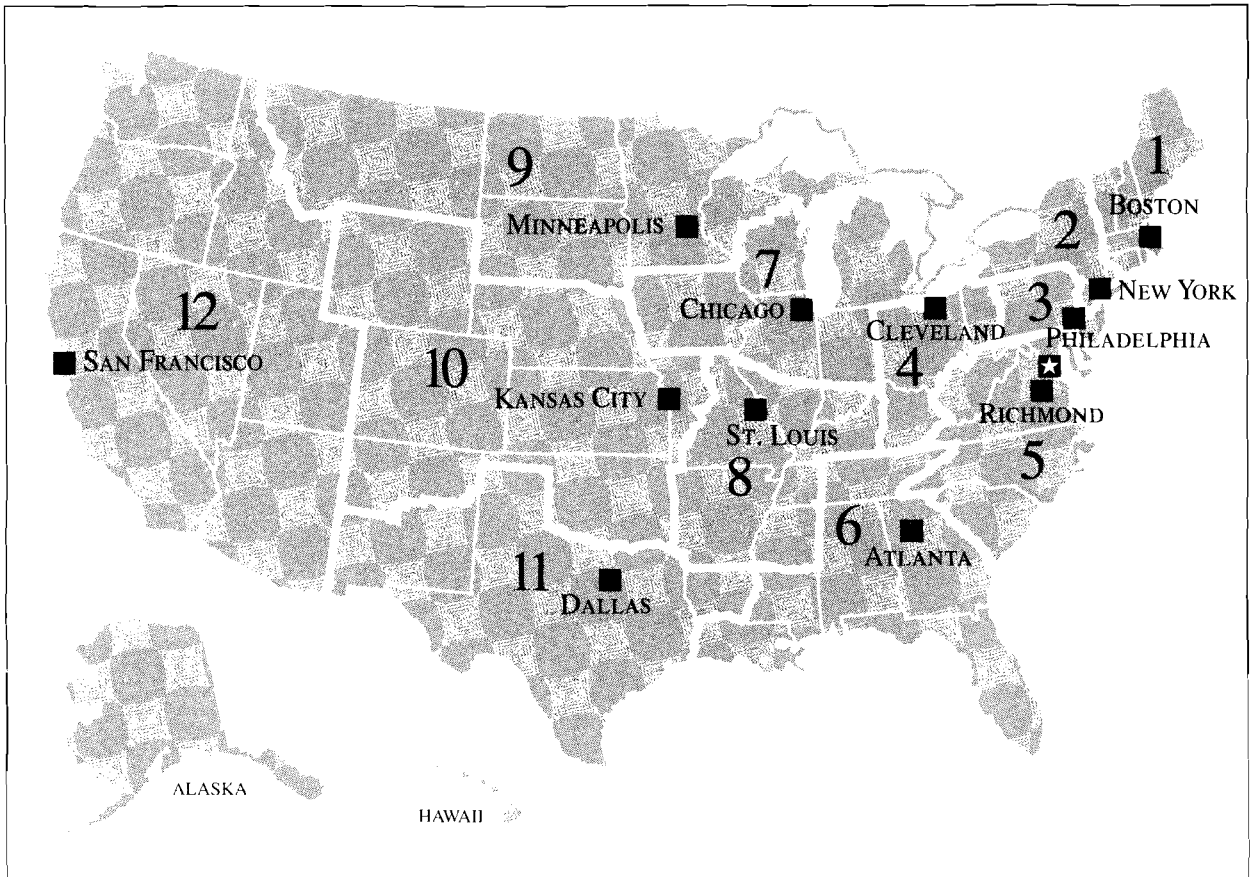 1
BOSTON
2
NEW YORK
3
PHILADELPHIA
CLEVELAND
4
RICHMOND
5
6
ATLANTA
7
CHICAGO
ST. LOUIS
8
9
MINNEAPOLIS
10
KANSAS CITY
11
DALLAS
12
SAN FRANCISCO
ALASKA
HAWAII